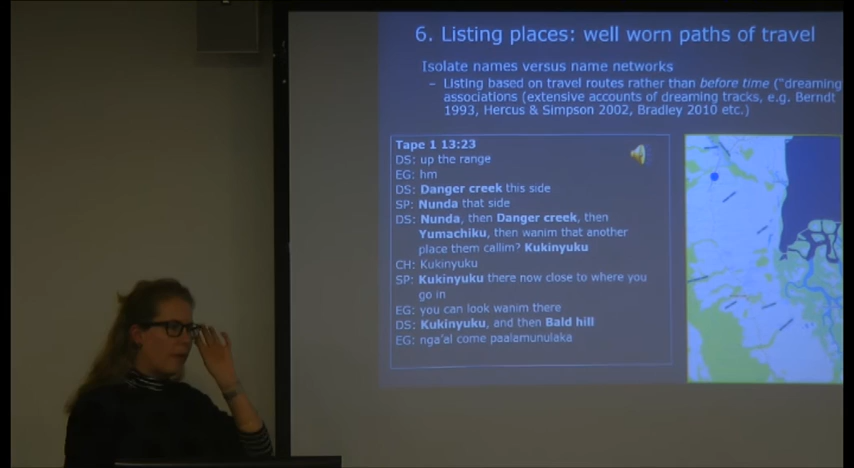 6. Listing places: well worn paths of travel
Isolate names versus name networks
– Listing based on travel routes rather than before time ("dreaming
associations (extensive accounts of dreaming tracks, e.g. Berndt
1993, Hercus & Simpson 2002, Bradley 2010 etc.)
Tape 1 13:23
DS: up the range
EG: hm
DS: Danger creek this side
SP: Nunda that side
DS: Nunda, then Danger creek, then
Yumachiku, then wanim that another
place them callim? Kukinyuku
CH: Kukinyuku
SP: Kukinyuku there now close to where you
go in
EG: you can look wanim there
DS: Kukinyuku, and then Bald hill
EG: nga'al come paalamunulaka